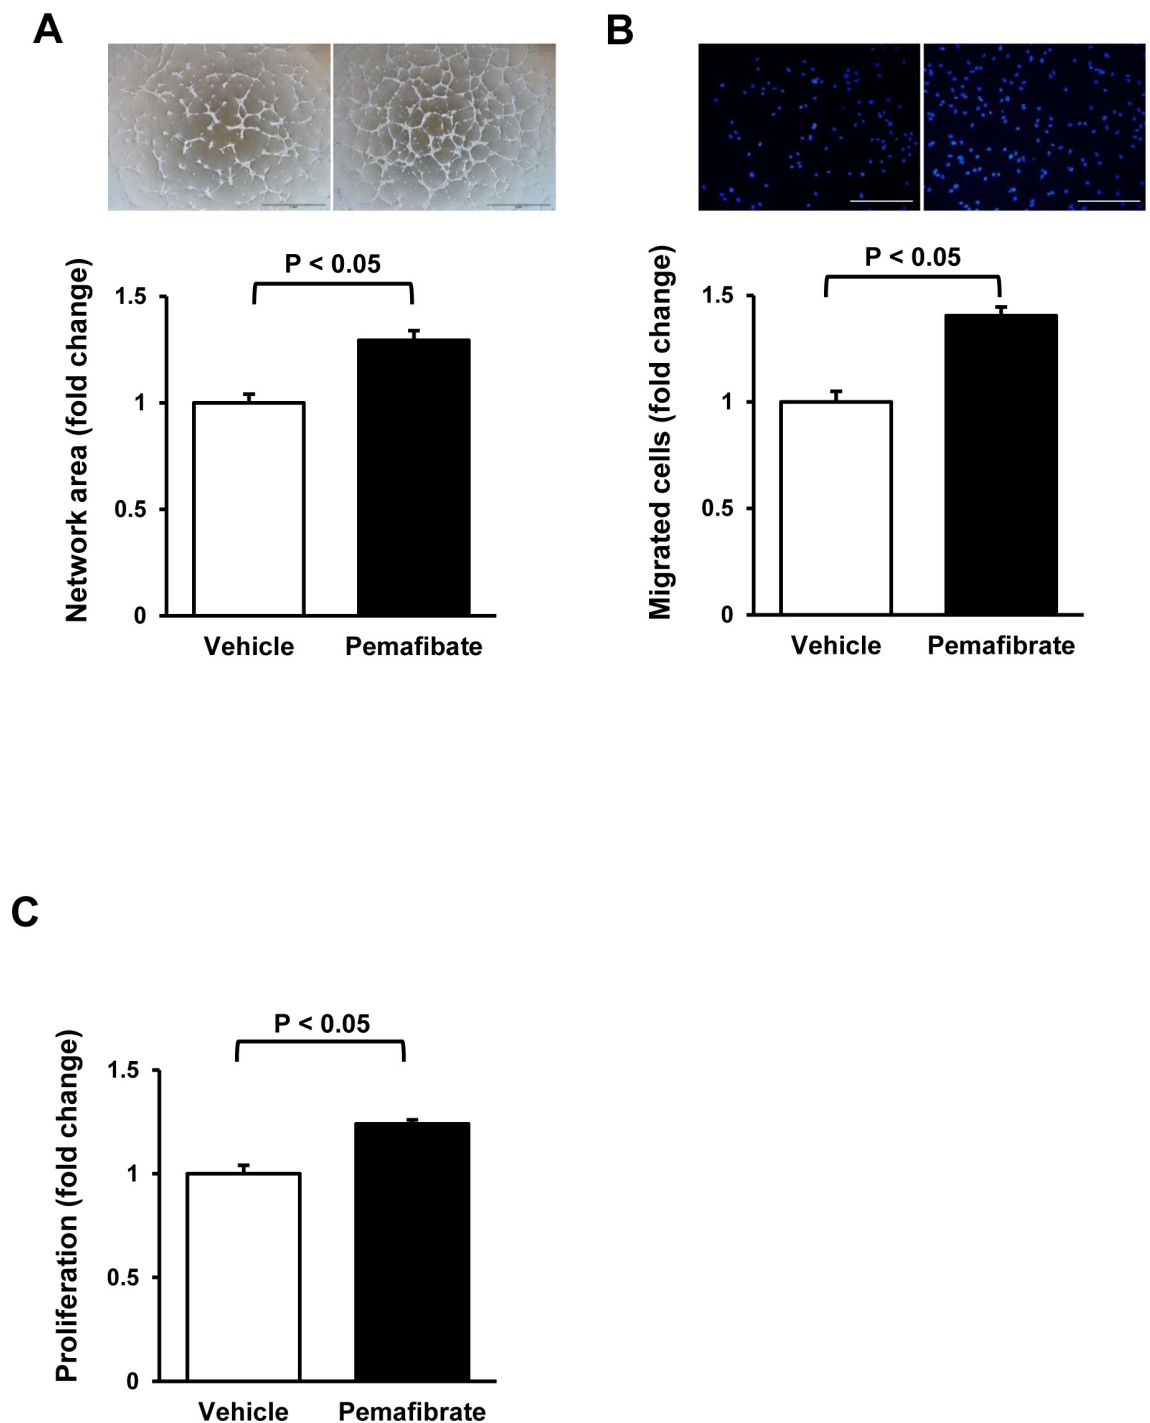 A
B
P < 0.05
Network area (fold change)
1.5
1
0.5
0
Vehicle
Pemafibate
P < 0.05
Migrated cells (fold change)
1.5
1
0.5
0
Vehicle
Pemafibrate
C
P < 0.05
Proliferation (fold change)
1.5
1
0.5
0
Vehicle
Pemafibrate